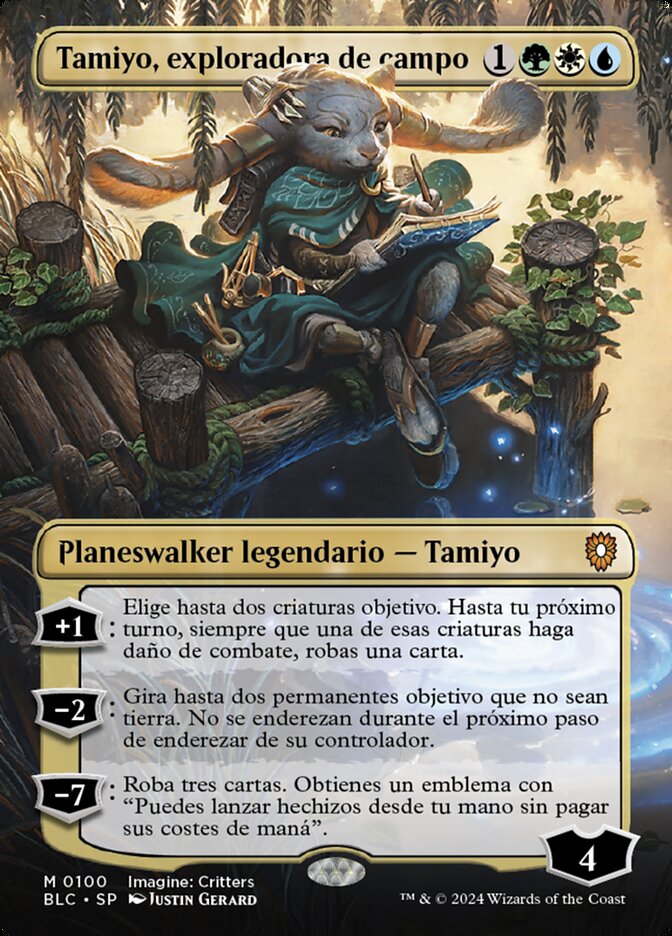 Tamiyo, exploradora de campo 1
Planeswalker legendario — Tamiyo
+1: Elige hasta dos criaturas objetivo. Hasta tu próximo
turno, siempre que una de esas criaturas haga
daño de combate, robas una carta.
−2: Gira hasta dos permanentes objetivo que no sean
tierra. No se enderezan durante el próximo paso
de enderezar de su controlador.
−7: Roba tres cartas. Obtienes un emblema con
“Puedes lanzar hechizos desde tu mano sin pagar
sus costes de maná”.
4
M 0100 Imagine: Critters
BLC • SP Justin Gerard
™ & © 2024 Wizards of the Coast